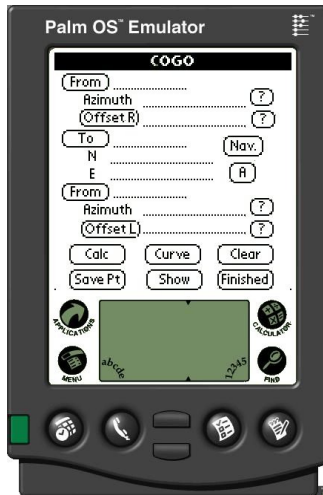 Palm OS™ Emulator
COGO
From
Azimuth ?
Offset R ?
To Nav.
N
E A
From
Azimuth ?
Offset L ?
Calc Curve Clear
Save Pt Show Finished
APPLICATIONS CALCULATOR
MENU abcde 12345 FIND